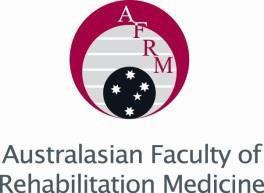 AFRM
Australasian Faculty of
Rehabilitation Medicine